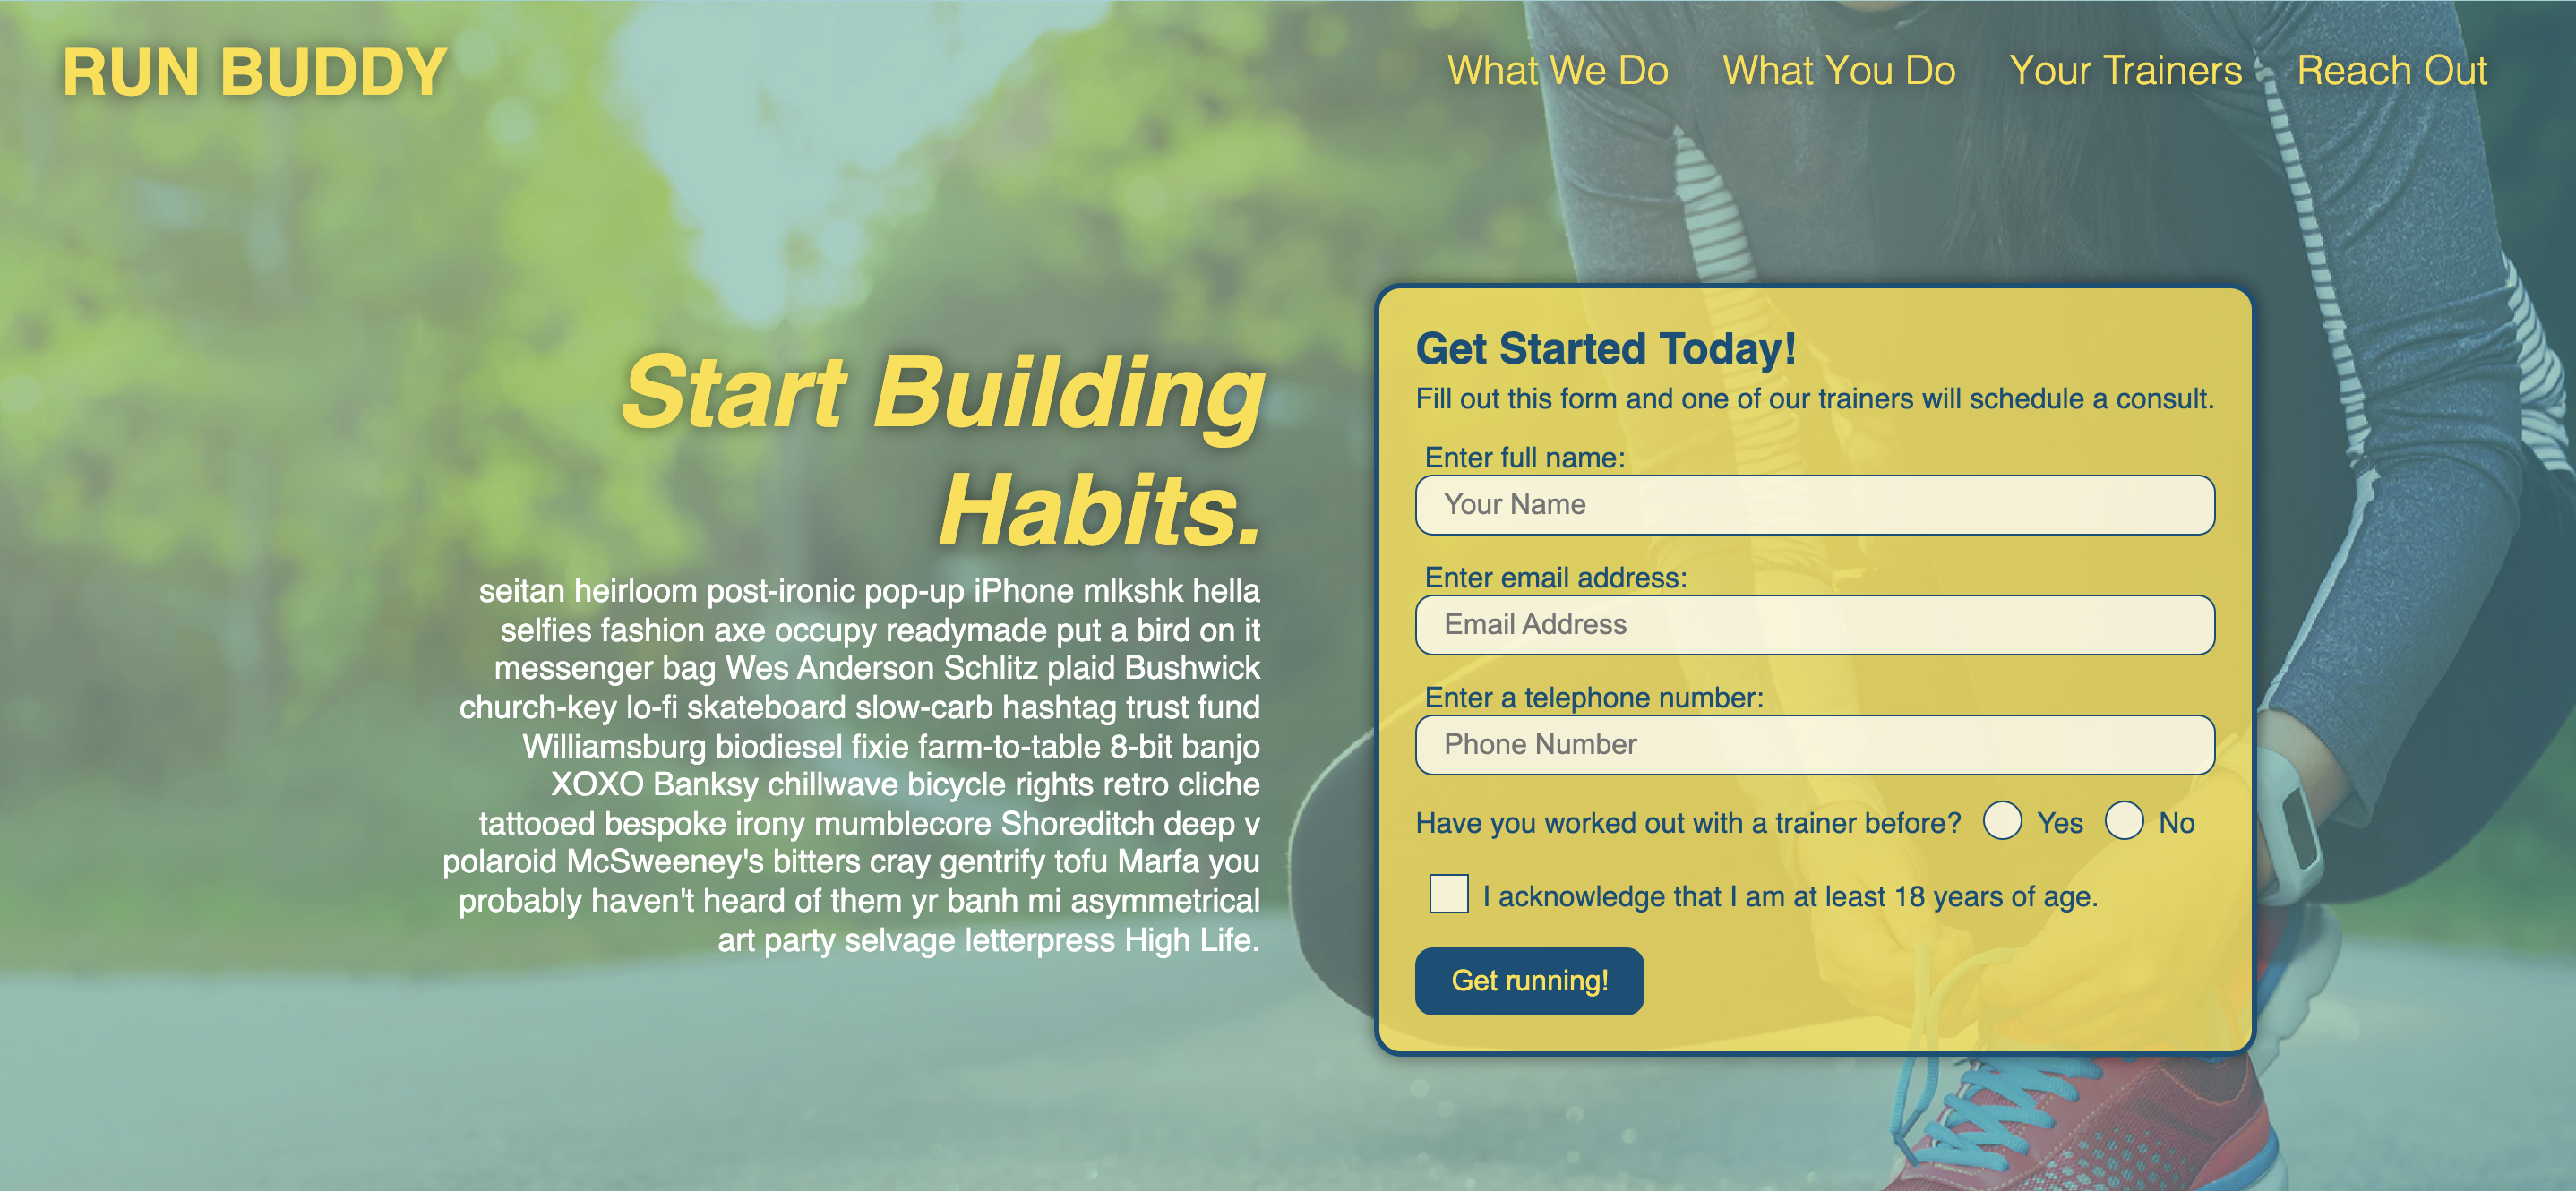 RUN BUDDY
What We Do
What You Do
Your Trainers
Reach Out
Start Building
Habits.
seitan heirloom post-ironic pop-up iPhone mlkshk hella
selfies fashion axe occupy readymade put a bird on it
messenger bag Wes Anderson Schlitz plaid Bushwick
church-key lo-fi skateboard slow-carb hashtag trust fund
Williamsburg biodiesel fixie farm-to-table 8-bit banjo
XOXO Banksy chillwave bicycle rights retro cliche
tattooed bespoke irony mumblecore Shoreditch deep v
polaroid McSweeney's bitters cray gentrify tofu Marfa you
probably haven't heard of them yr banh mi asymmetrical
art party selvage letterpress High Life.
Get Started Today!
Fill out this form and one of our trainers will schedule a consult.
Enter full name:
Your Name
Enter email address:
Email Address
Enter a telephone number:
Phone Number
Have you worked out with a trainer before? Yes No
I acknowledge that I am at least 18 years of age.
Get running!